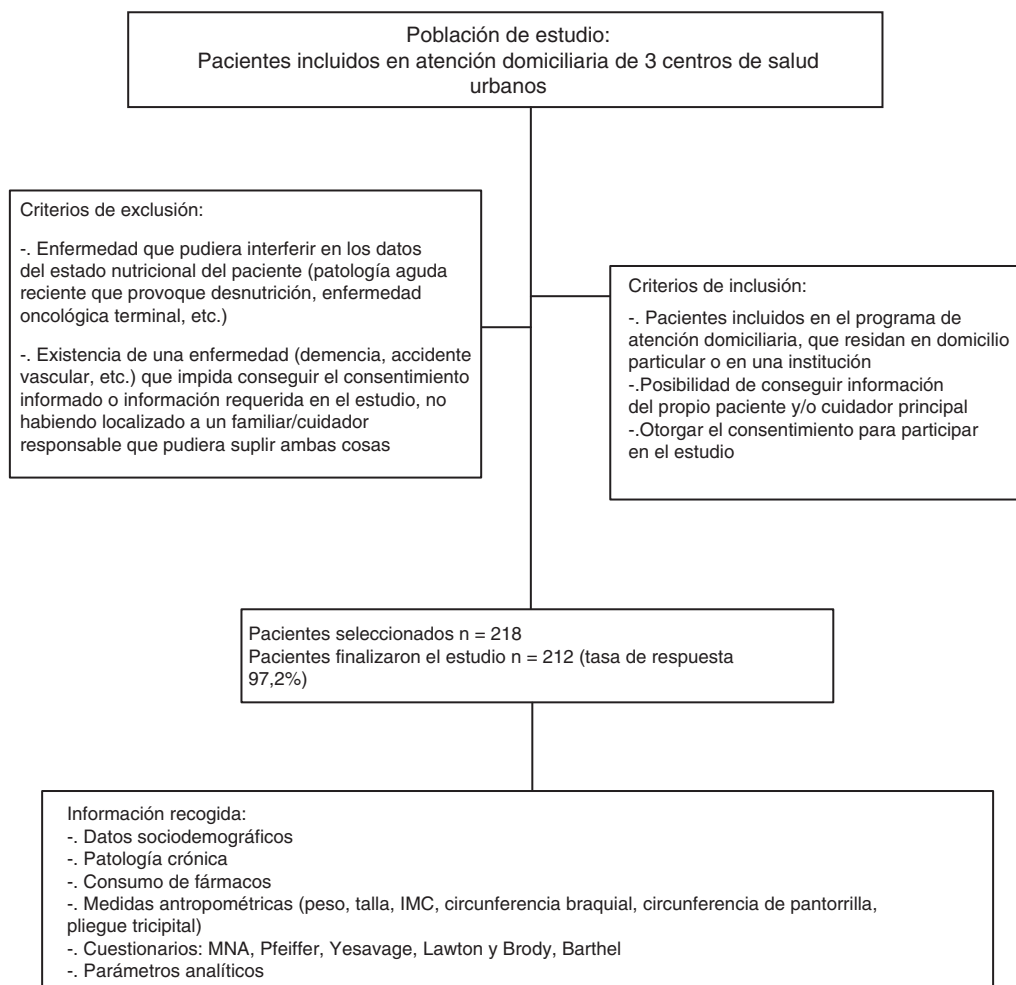 Población de estudio:
Pacientes incluidos en atención domiciliaria de 3 centros de salud
urbanos
Criterios de exclusión:
-. Enfermedad que pudiera interferir en los datos
del estado nutricional del paciente (patología aguda
reciente que provoque desnutrición, enfermedad
oncológica terminal, etc.)
-. Existencia de una enfermedad (demencia, accidente
vascular, etc.) que impida conseguir el consentimiento
informado o información requerida en el estudio, no
habiendo localizado a un familiar/cuidador
responsable que pudiera suplir ambas cosas
Criterios de inclusión:
-. Pacientes incluidos en el programa de
atención domiciliaria, que residan en domicilio
particular o en una institución
-.Posibilidad de conseguir información
del propio paciente y/o cuidador principal
-.Otorgar el consentimiento para participar
en el estudio
Pacientes seleccionados n = 218
Pacientes finalizaron el estudio n = 212 (tasa de respuesta
97,2%)
Información recogida:
-. Datos sociodemográficos
-. Patología crónica
-. Consumo de fármacos
-. Medidas antropométricas (peso, talla, IMC, circunferencia braquial, circunferencia de pantorrilla,
pliegue tricipital)
-. Cuestionarios: MNA, Pfeiffer, Yesavage, Lawton y Brody, Barthel
-. Parámetros analíticos